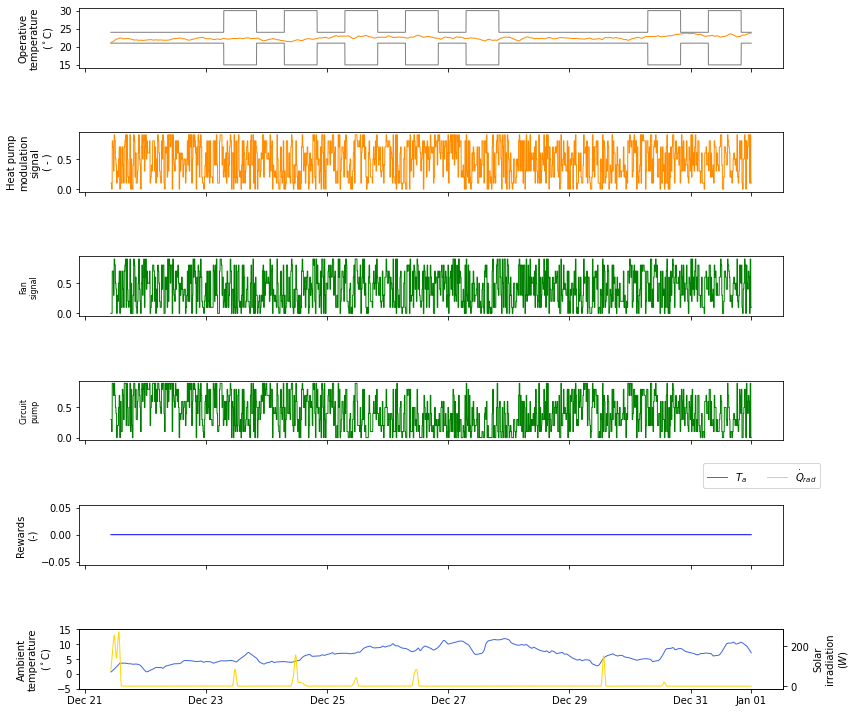 Operative
temperature
(°C)
30
25
20
15
Heat pump
modulation
signal
( - )
0.5
0.0
Fan
signal
0.5
0.0
Circuit
pump
0.5
0.0
T_a Q̇_rad
Rewards
(-)
0.05
0.00
−0.05
Ambient
temperature
(°C)
15
10
5
0
−5
200
0
Solar
irradiation
(W)
Dec 21 Dec 23 Dec 25 Dec 27 Dec 29 Dec 31 Jan 01